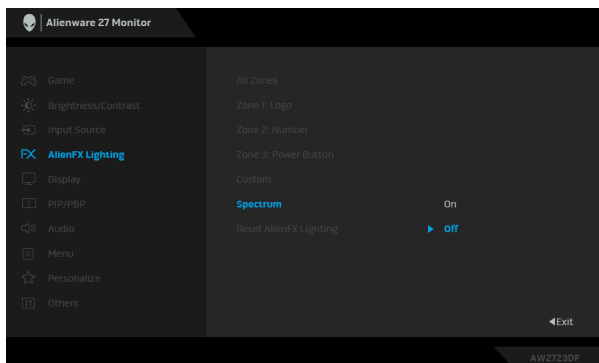 Alienware 27 Monitor
Game
All Zones
Brightness/Contrast
Zone 1: Logo
Input Source
Zone 2: Number
FX AlienFX Lighting
Zone 3: Power Button
Display
Custom
PIP/PBP
Spectrum On
Audio
Reset AlienFX Lighting Off
Menu
Personalize
Others
Exit
AW2723DF